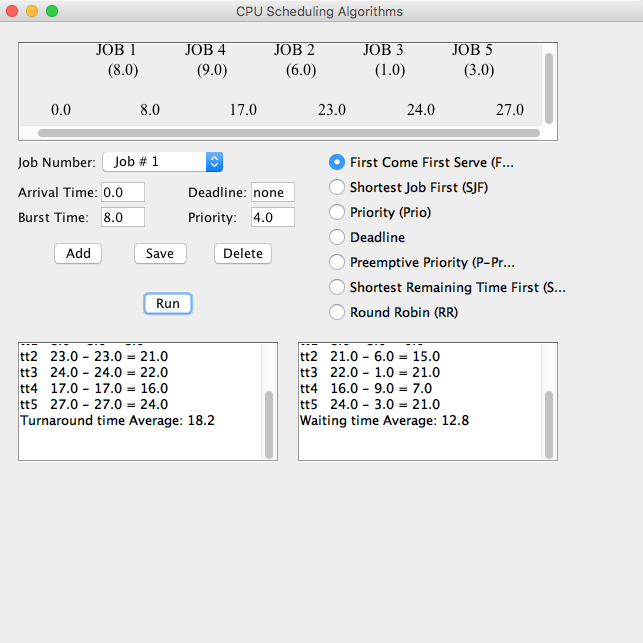 CPU Scheduling Algorithms
JOB 1 JOB 4 JOB 2 JOB 3 JOB 5
(8.0) (9.0) (6.0) (1.0) (3.0)
0.0 8.0 17.0 23.0 24.0 27.0
Job Number: Job # 1
Arrival Time: 0.0 Deadline: none
Burst Time: 8.0 Priority: 4.0
Add Save Delete
Run
First Come First Serve (F...
Shortest Job First (SJF)
Priority (Prio)
Deadline
Preemptive Priority (P-Pr...
Shortest Remaining Time First (S...
Round Robin (RR)
tt2 23.0 - 23.0 = 21.0
tt3 24.0 - 24.0 = 22.0
tt4 17.0 - 17.0 = 16.0
tt5 27.0 - 27.0 = 24.0
Turnaround time Average: 18.2
tt2 21.0 - 6.0 = 15.0
tt3 22.0 - 1.0 = 21.0
tt4 16.0 - 9.0 = 7.0
tt5 24.0 - 3.0 = 21.0
Waiting time Average: 12.8